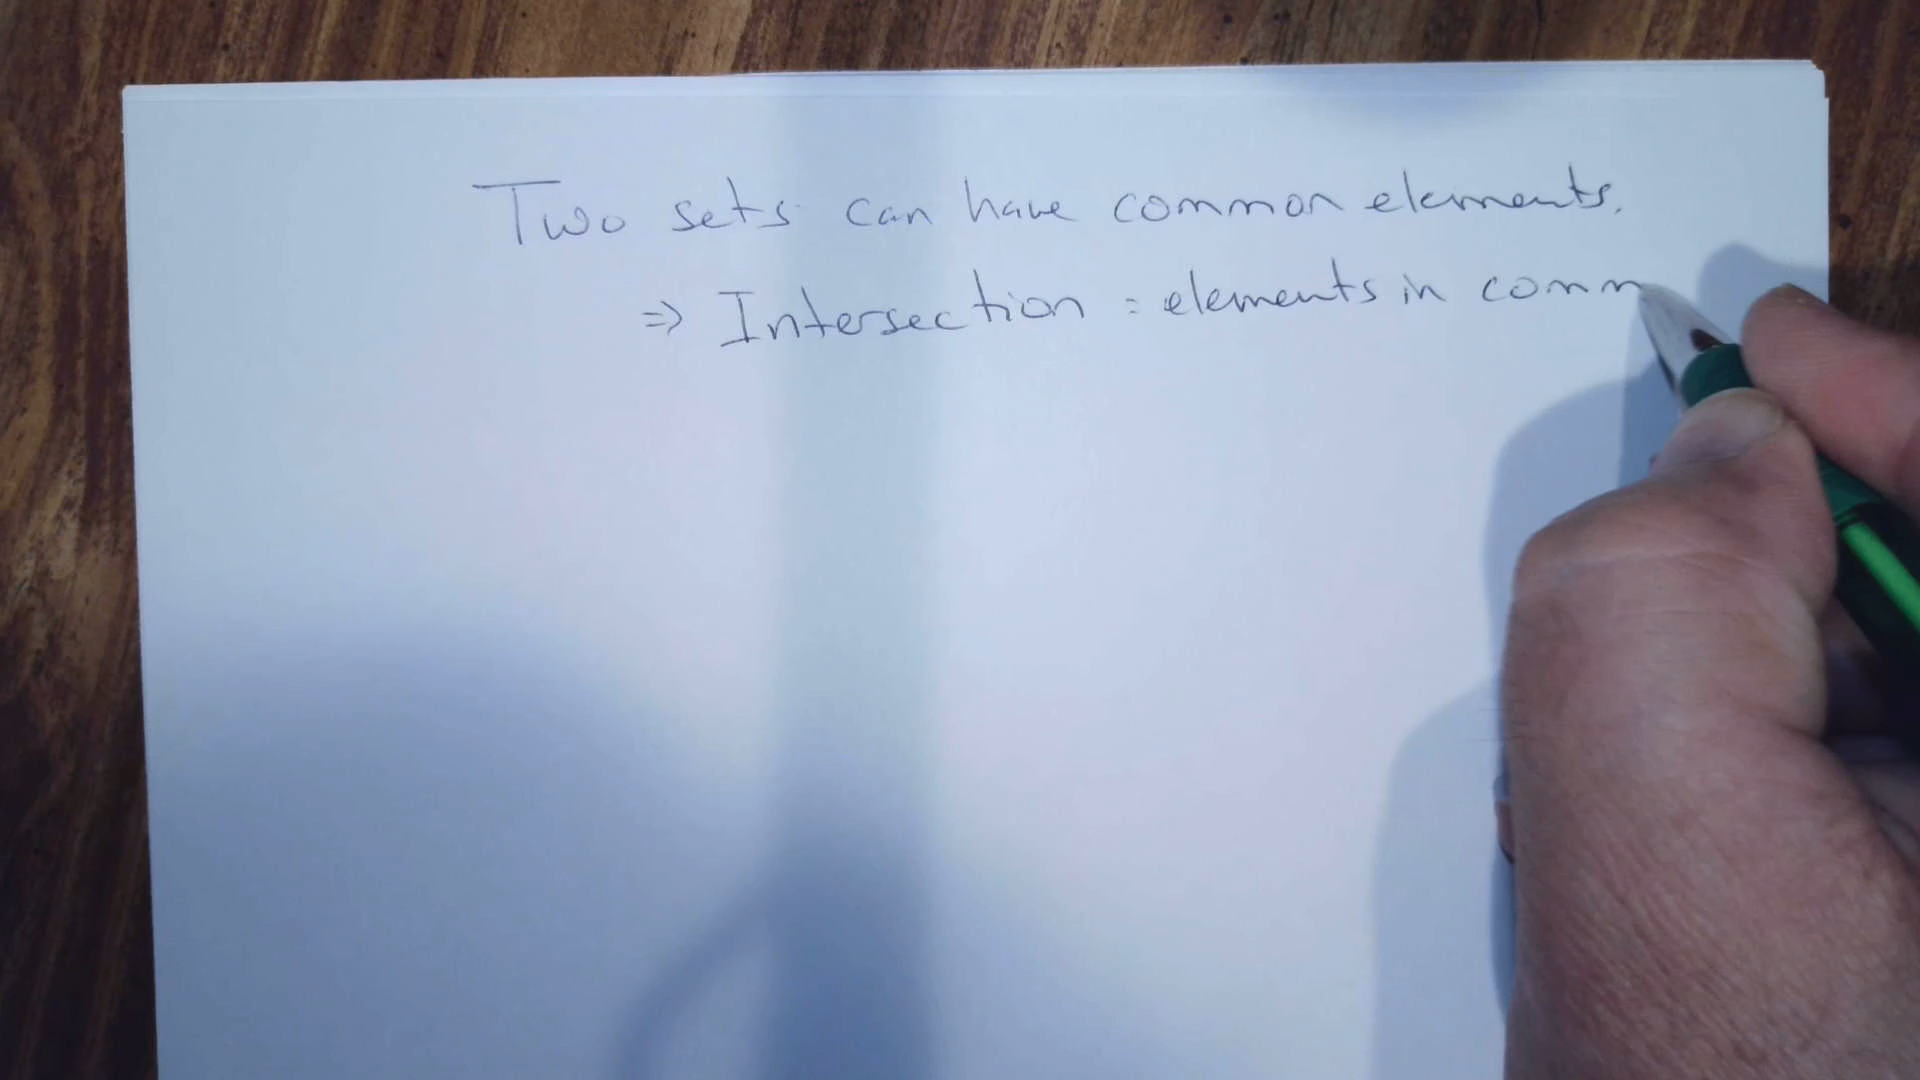 Two sets can have common elements.
⇒ Intersection : elements in comm